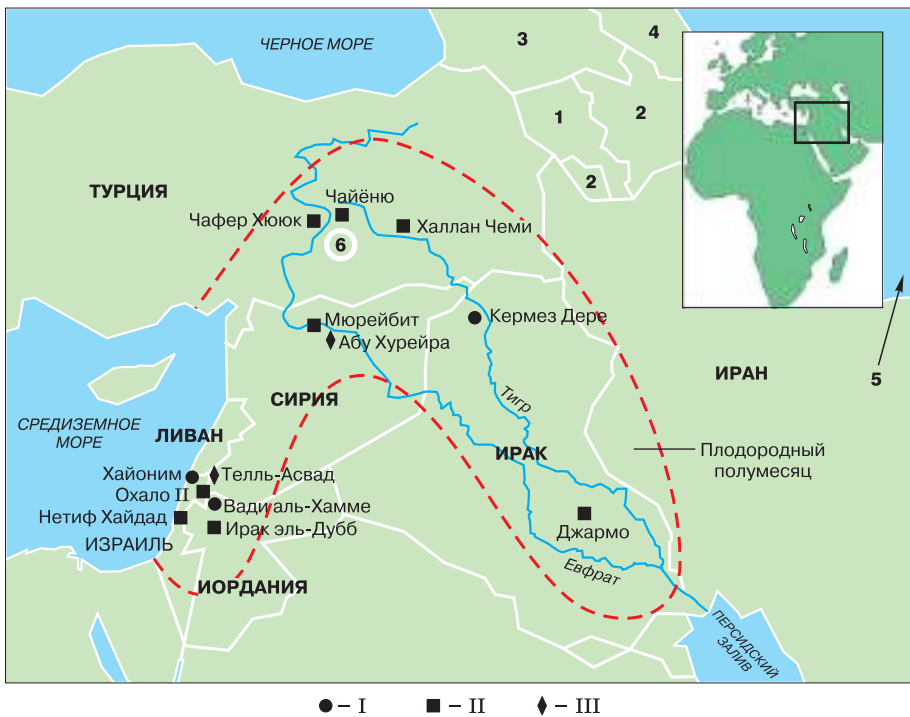 ЧЕРНОЕ МОРЕ
3
4
1
2
2
ТУРЦИЯ
Чайёню
Чафер Хююк
Халлан Чеми
6
Мюрейбит
Абу Хурейра
Кермез Дере
ИРАН
5
СИРИЯ
Тигр
СРЕДИЗЕМНОЕ
МОРЕ
ЛИВАН
ИРАК
Плодородный
полумесяц
Хайоним
Телль-Асвад
Охало II
Вади аль-Хамме
Нетиф Хайдад
Ирак эль-Дубб
Джармо
ИЗРАИЛЬ
Евфрат
ИОРДАНИЯ
ПЕРСИДСКИЙ
ЗАЛИВ
– I
– II
– III